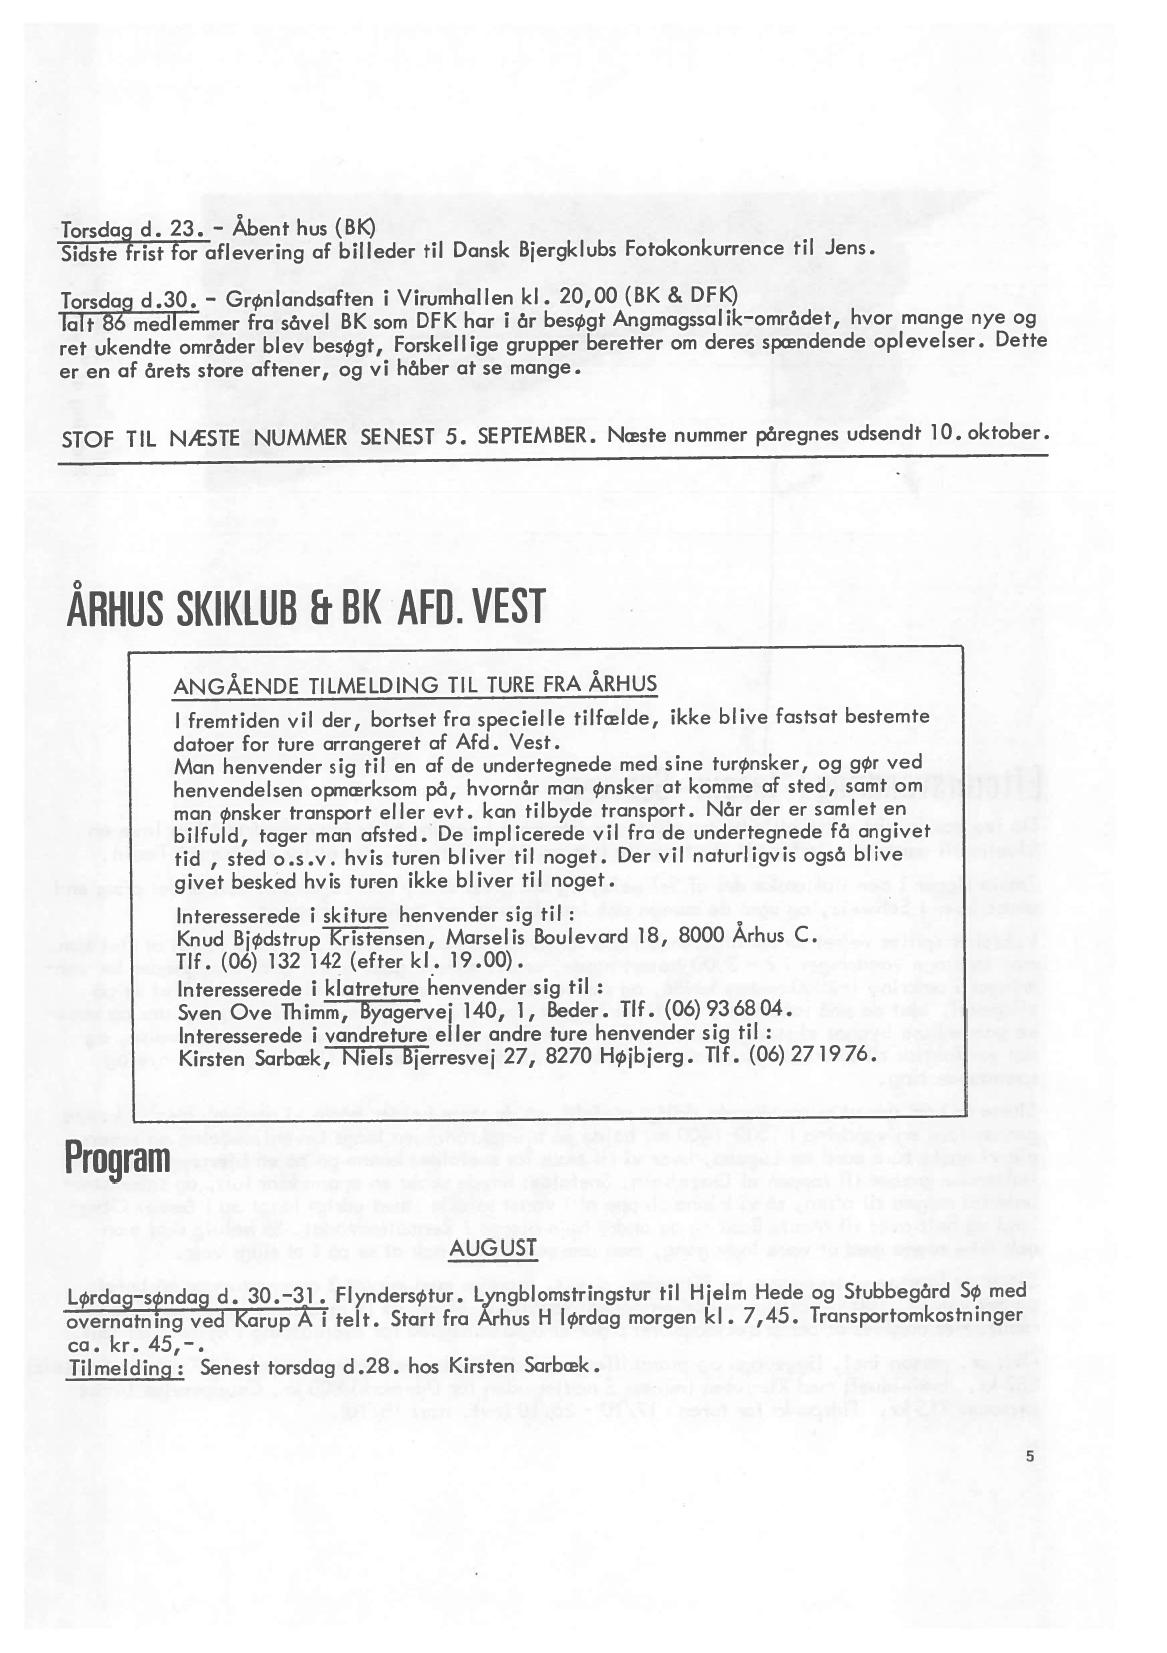 Torsdag d. 23. - Åbent hus (BK)
Sidste frist for aflevering af billeder til Dansk Bjergklubs Fotokonkurrence til Jens.
Torsdag d.30. - Grønlandsaften i Virumhallen kl. 20,00 (BK & DFK)
Ialt 86 medlemmer fra såvel BK som DFK har i år besøgt Angmagssalik-området, hvor mange nye og
ret ukendte områder blev besøgt, Forskellige grupper beretter om deres spændende oplevelser. Dette
er en af årets store aftener, og vi håber at se mange.
STOF TIL NÆSTE NUMMER SENEST 5. SEPTEMBER. Næste nummer påregnes udsendt 10. oktober.
ÅRHUS SKIKLUB & BK AFD. VEST
ANGÅENDE TILMELDING TIL TURE FRA ÅRHUS
I fremtiden vil der, bortset fra specielle tilfælde, ikke blive fastsat bestemte
datoer for ture arrangeret af Afd. Vest.
Man henvender sig til en af de undertegnede med sine turønsker, og gør ved
henvendelsen opmærksom på, hvornår man ønsker at komme af sted, samt om
man ønsker transport eller evt. kan tilbyde transport. Når der er samlet en
bilfuld, tager man afsted. De implicerede vil fra de undertegnede få angivet
tid , sted o.s.v. hvis turen bliver til noget. Der vil naturligvis også blive
givet besked hvis turen ikke bliver til noget.
Interesserede i skiture henvender sig til :
Knud Bjødstrup Kristensen, Marselis Boulevard 18, 8000 Århus C.
Tlf. (06) 132 142 (efter kl. 19.00).
Interesserede i klatreture henvender sig til :
Sven Ove Thimm, Byagervej 140, 1, Beder. Tlf. (06) 93 68 04.
Interesserede i vandreture eller andre ture henvender sig til :
Kirsten Sarbæk, Niels Bjerresvej 27, 8270 Højbjerg. Tlf. (06) 27 19 76.
Program
AUGUST
Lørdag-søndag d. 30.-31. Flyndersøtur. Lyngblomstringstur til Hjelm Hede og Stubbegård Sø med
overnatning ved Karup Å i telt. Start fra Århus H lørdag morgen kl. 7,45. Transportomkostninger
ca. kr. 45,-.
Tilmelding: Senest torsdag d.28. hos Kirsten Sarbæk.
5